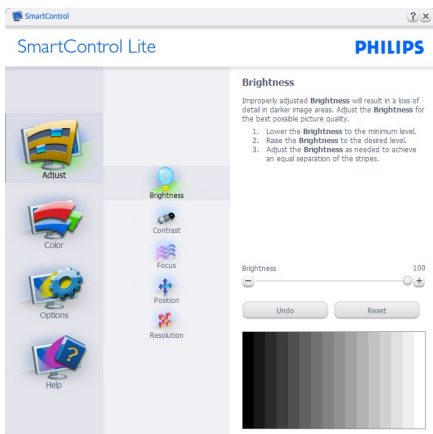 SmartControl
SmartControl Lite
PHILIPS
Adjust
Color
Options
Help
Brightness
Contrast
Focus
Position
Resolution
Brightness
Improperly adjusted Brightness will result in a loss of
detail in darker image areas. Adjust the Brightness for
the best possible picture quality.
1. Lower the Brightness to the minimum level.
2. Raise the Brightness to the desired level.
3. Adjust the Brightness as needed to achieve
an equal separation of the stripes.
Brightness 100
Undo Reset